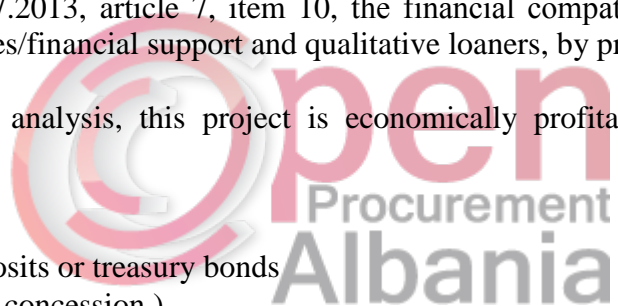 7.2013, article 7, item 10, the financial compat
es/financial support and qualitative loaners, by pr
analysis, this project is economically profita
Open
Procurement
Albania
osits or treasury bonds
concession )